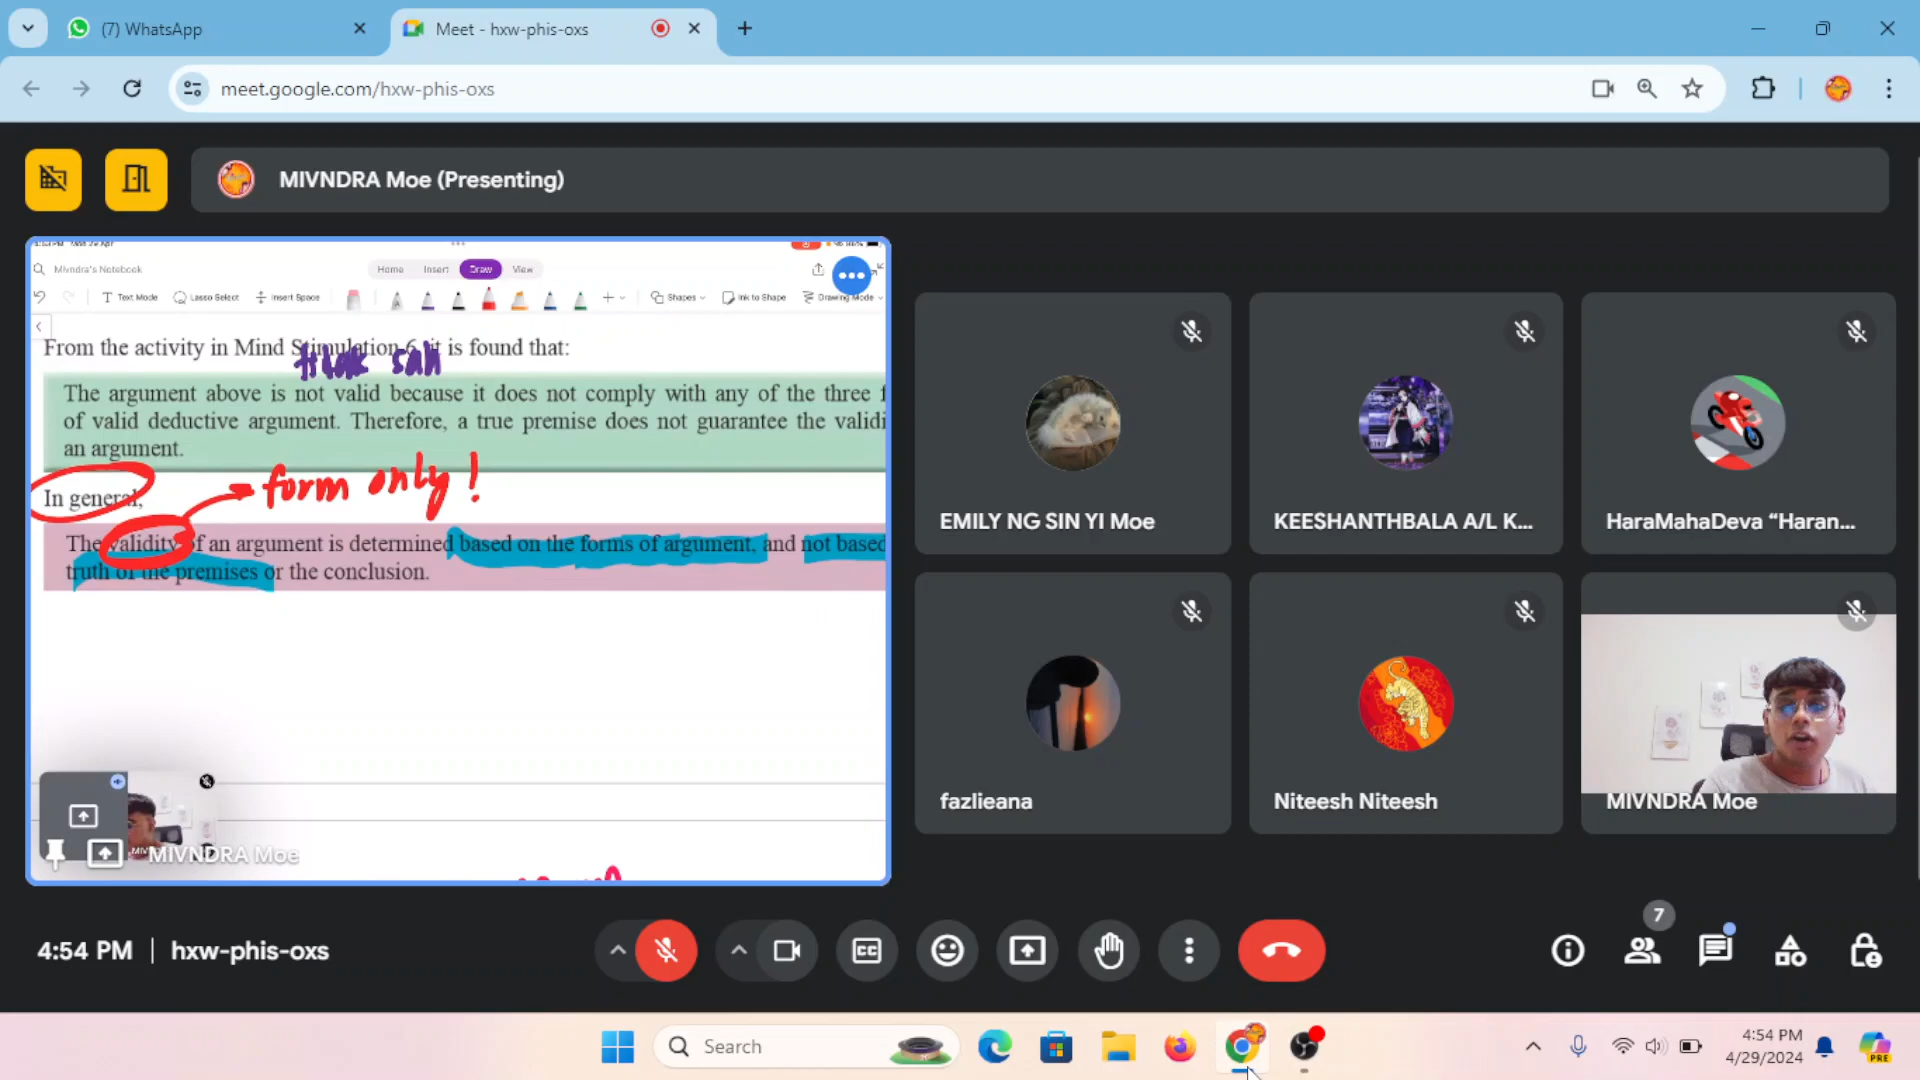 (7) WhatsApp
Meet - hxw-phis-oxs
meet.google.com/hxw-phis-oxs
MIVNDRA Moe (Presenting)
Mivndra's Notebook
Home Insert Draw View
Text Mode Lasso Select Insert Space Shapes Ink to Shape Drawing Mode
From the activity in Mind Stimulation 6, it is found that:
tidak sah
The argument above is not valid because it does not comply with any of the three f
of valid deductive argument. Therefore, a true premise does not guarantee the validi
an argument.
form only!
In general,
The validity of an argument is determined based on the forms of argument, and not based
truth of the premises or the conclusion.
MIVNDRA Moe
EMILY NG SIN YI Moe
KEESHANTHBALA A/L K...
HaraMahaDeva “Haran...
fazlieana
Niteesh Niteesh
MIVNDRA Moe
4:54 PM
hxw-phis-oxs
7
Search
4:54 PM
4/29/2024
PRE